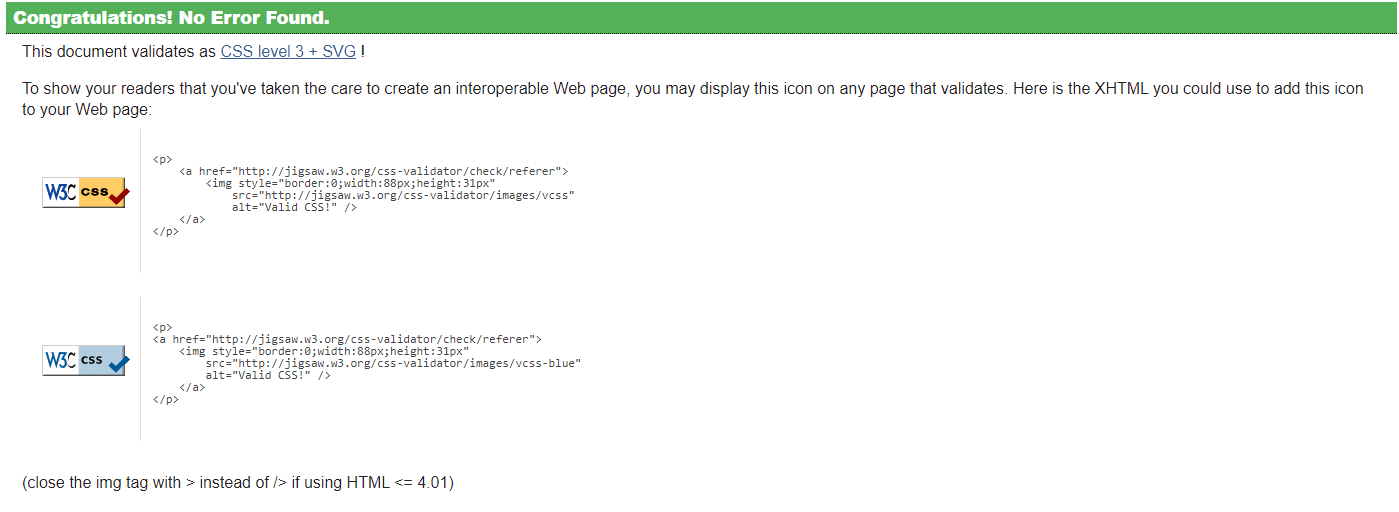 Congratulations! No Error Found.
This document validates as CSS level 3 + SVG !
To show your readers that you've taken the care to create an interoperable Web page, you may display this icon on any page that validates. Here is the XHTML you could use to add this icon
to your Web page:
W3C css
<p>
<a href="http://jigsaw.w3.org/css-validator/check/referer">
<img style="border:0;width:88px;height:31px"
src="http://jigsaw.w3.org/css-validator/images/vcss"
alt="Valid CSS!" />
</a>
</p>
W3C css
<p>
<a href="http://jigsaw.w3.org/css-validator/check/referer">
<img style="border:0;width:88px;height:31px"
src="http://jigsaw.w3.org/css-validator/images/vcss-blue"
alt="Valid CSS!" />
</a>
</p>
(close the img tag with > instead of /> if using HTML <= 4.01)